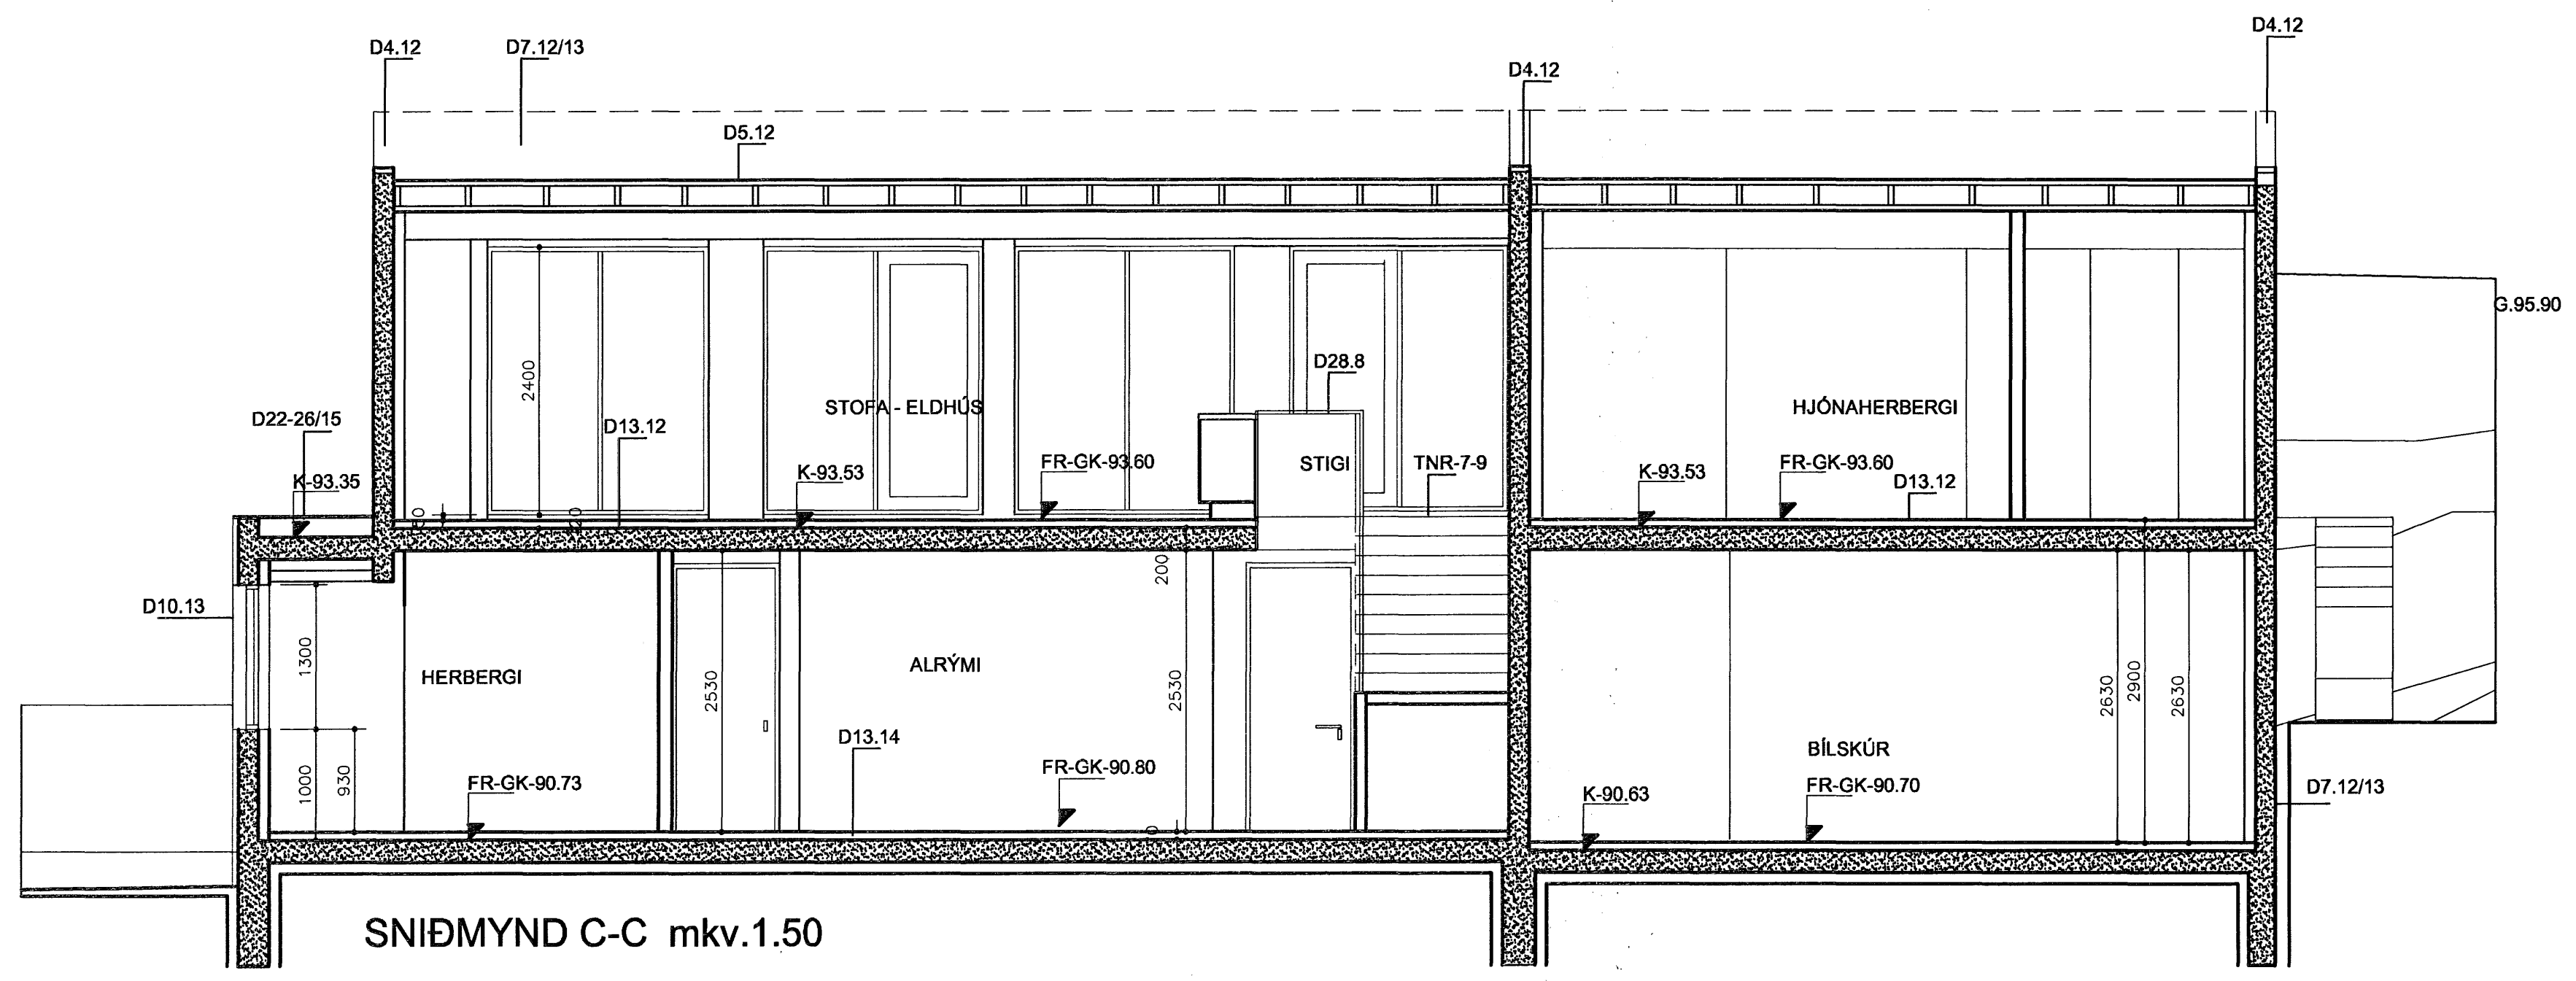 D4.12
D7.12/13
D4.12
D4.12
D5.12
G.95.90
2400
D28.8
STOFA - ELDHÚS
HJÓNAHERBERGI
D22-26/15
D13.12
K-93.35
K-93.53
FR-GK-93.60
STIGI
TNR-7-9
K-93.53
FR-GK-93.60
D13.12
200
D10.13
1300
HERBERGI
2530
ALRÝMI
2530
2630
2900
2630
D13.14
BÍLSKÚR
1000
930
FR-GK-90.73
FR-GK-90.80
K-90.63
FR-GK-90.70
D7.12/13
SNIÐMYND C-C mkv.1.50